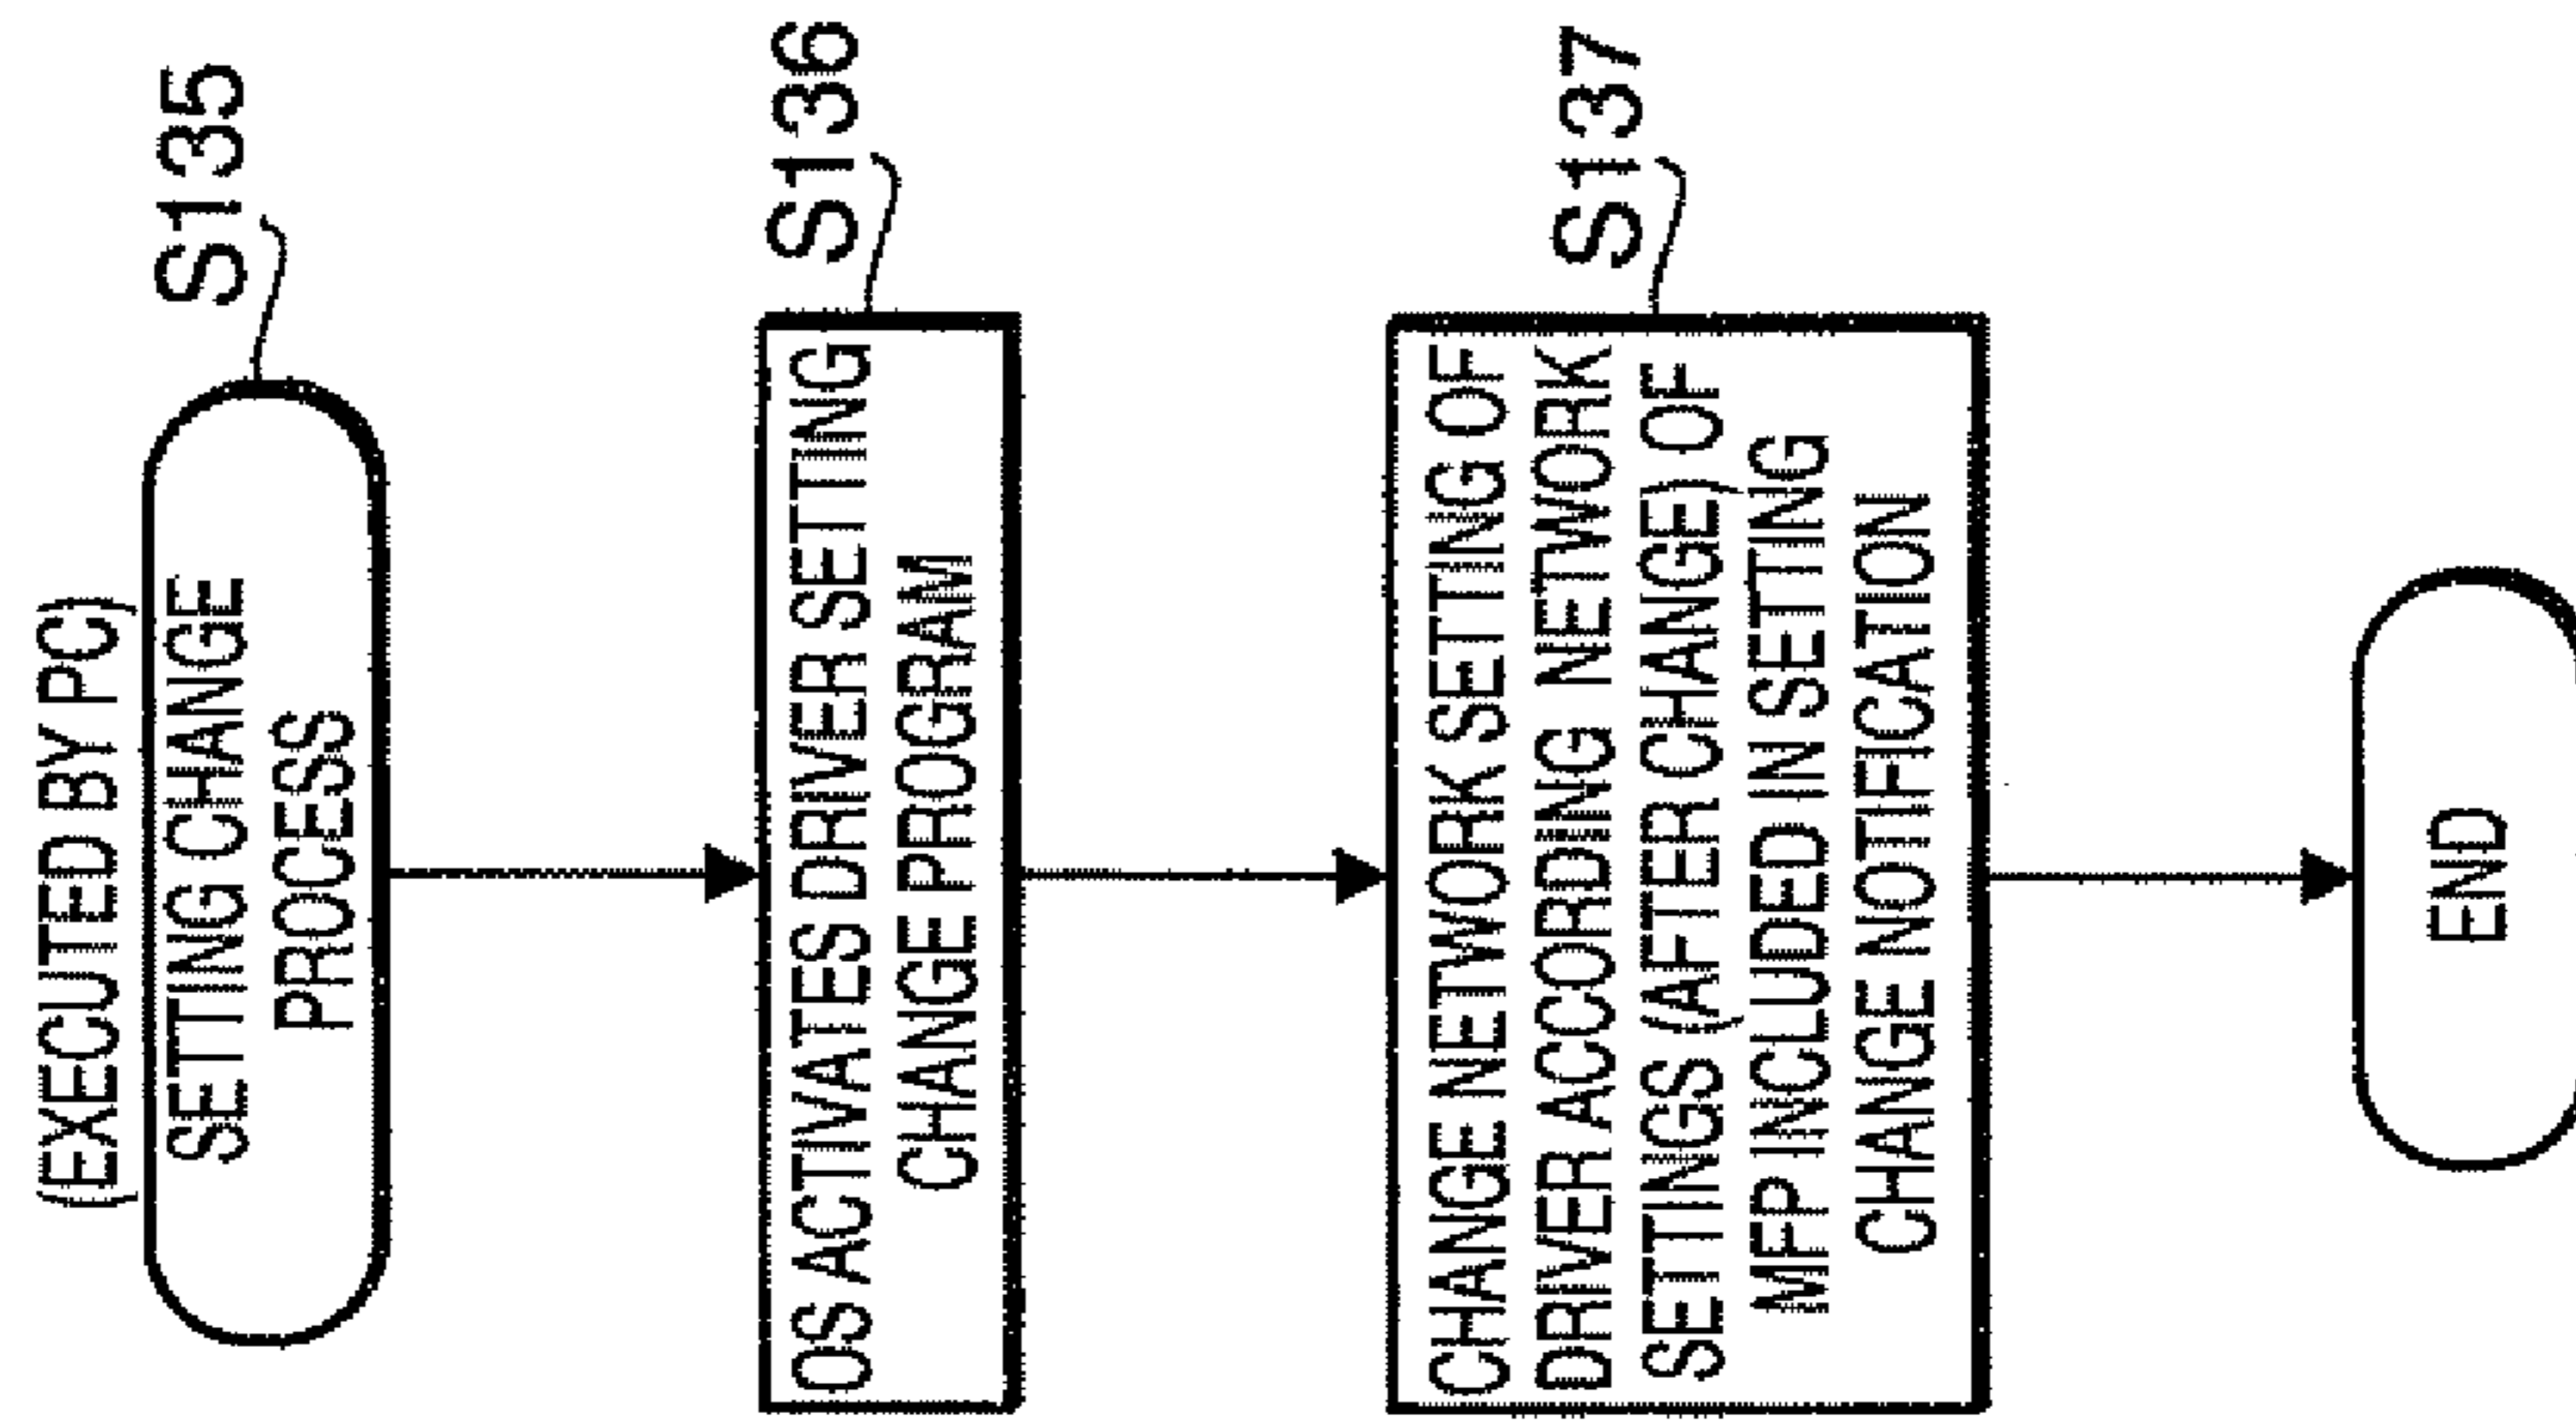 (EXECUTED BY PC)
SETTING CHANGE
PROCESS
S135
OS ACTIVATES DRIVER SETTING
CHANGE PROGRAM
S136
CHANGE NETWORK SETTING OF
DRIVER ACCORDING NETWORK
SETTINGS (AFTER CHANGE) OF
MFP INCLUDED IN SETTING
CHANGE NOTIFICATION
S137
END